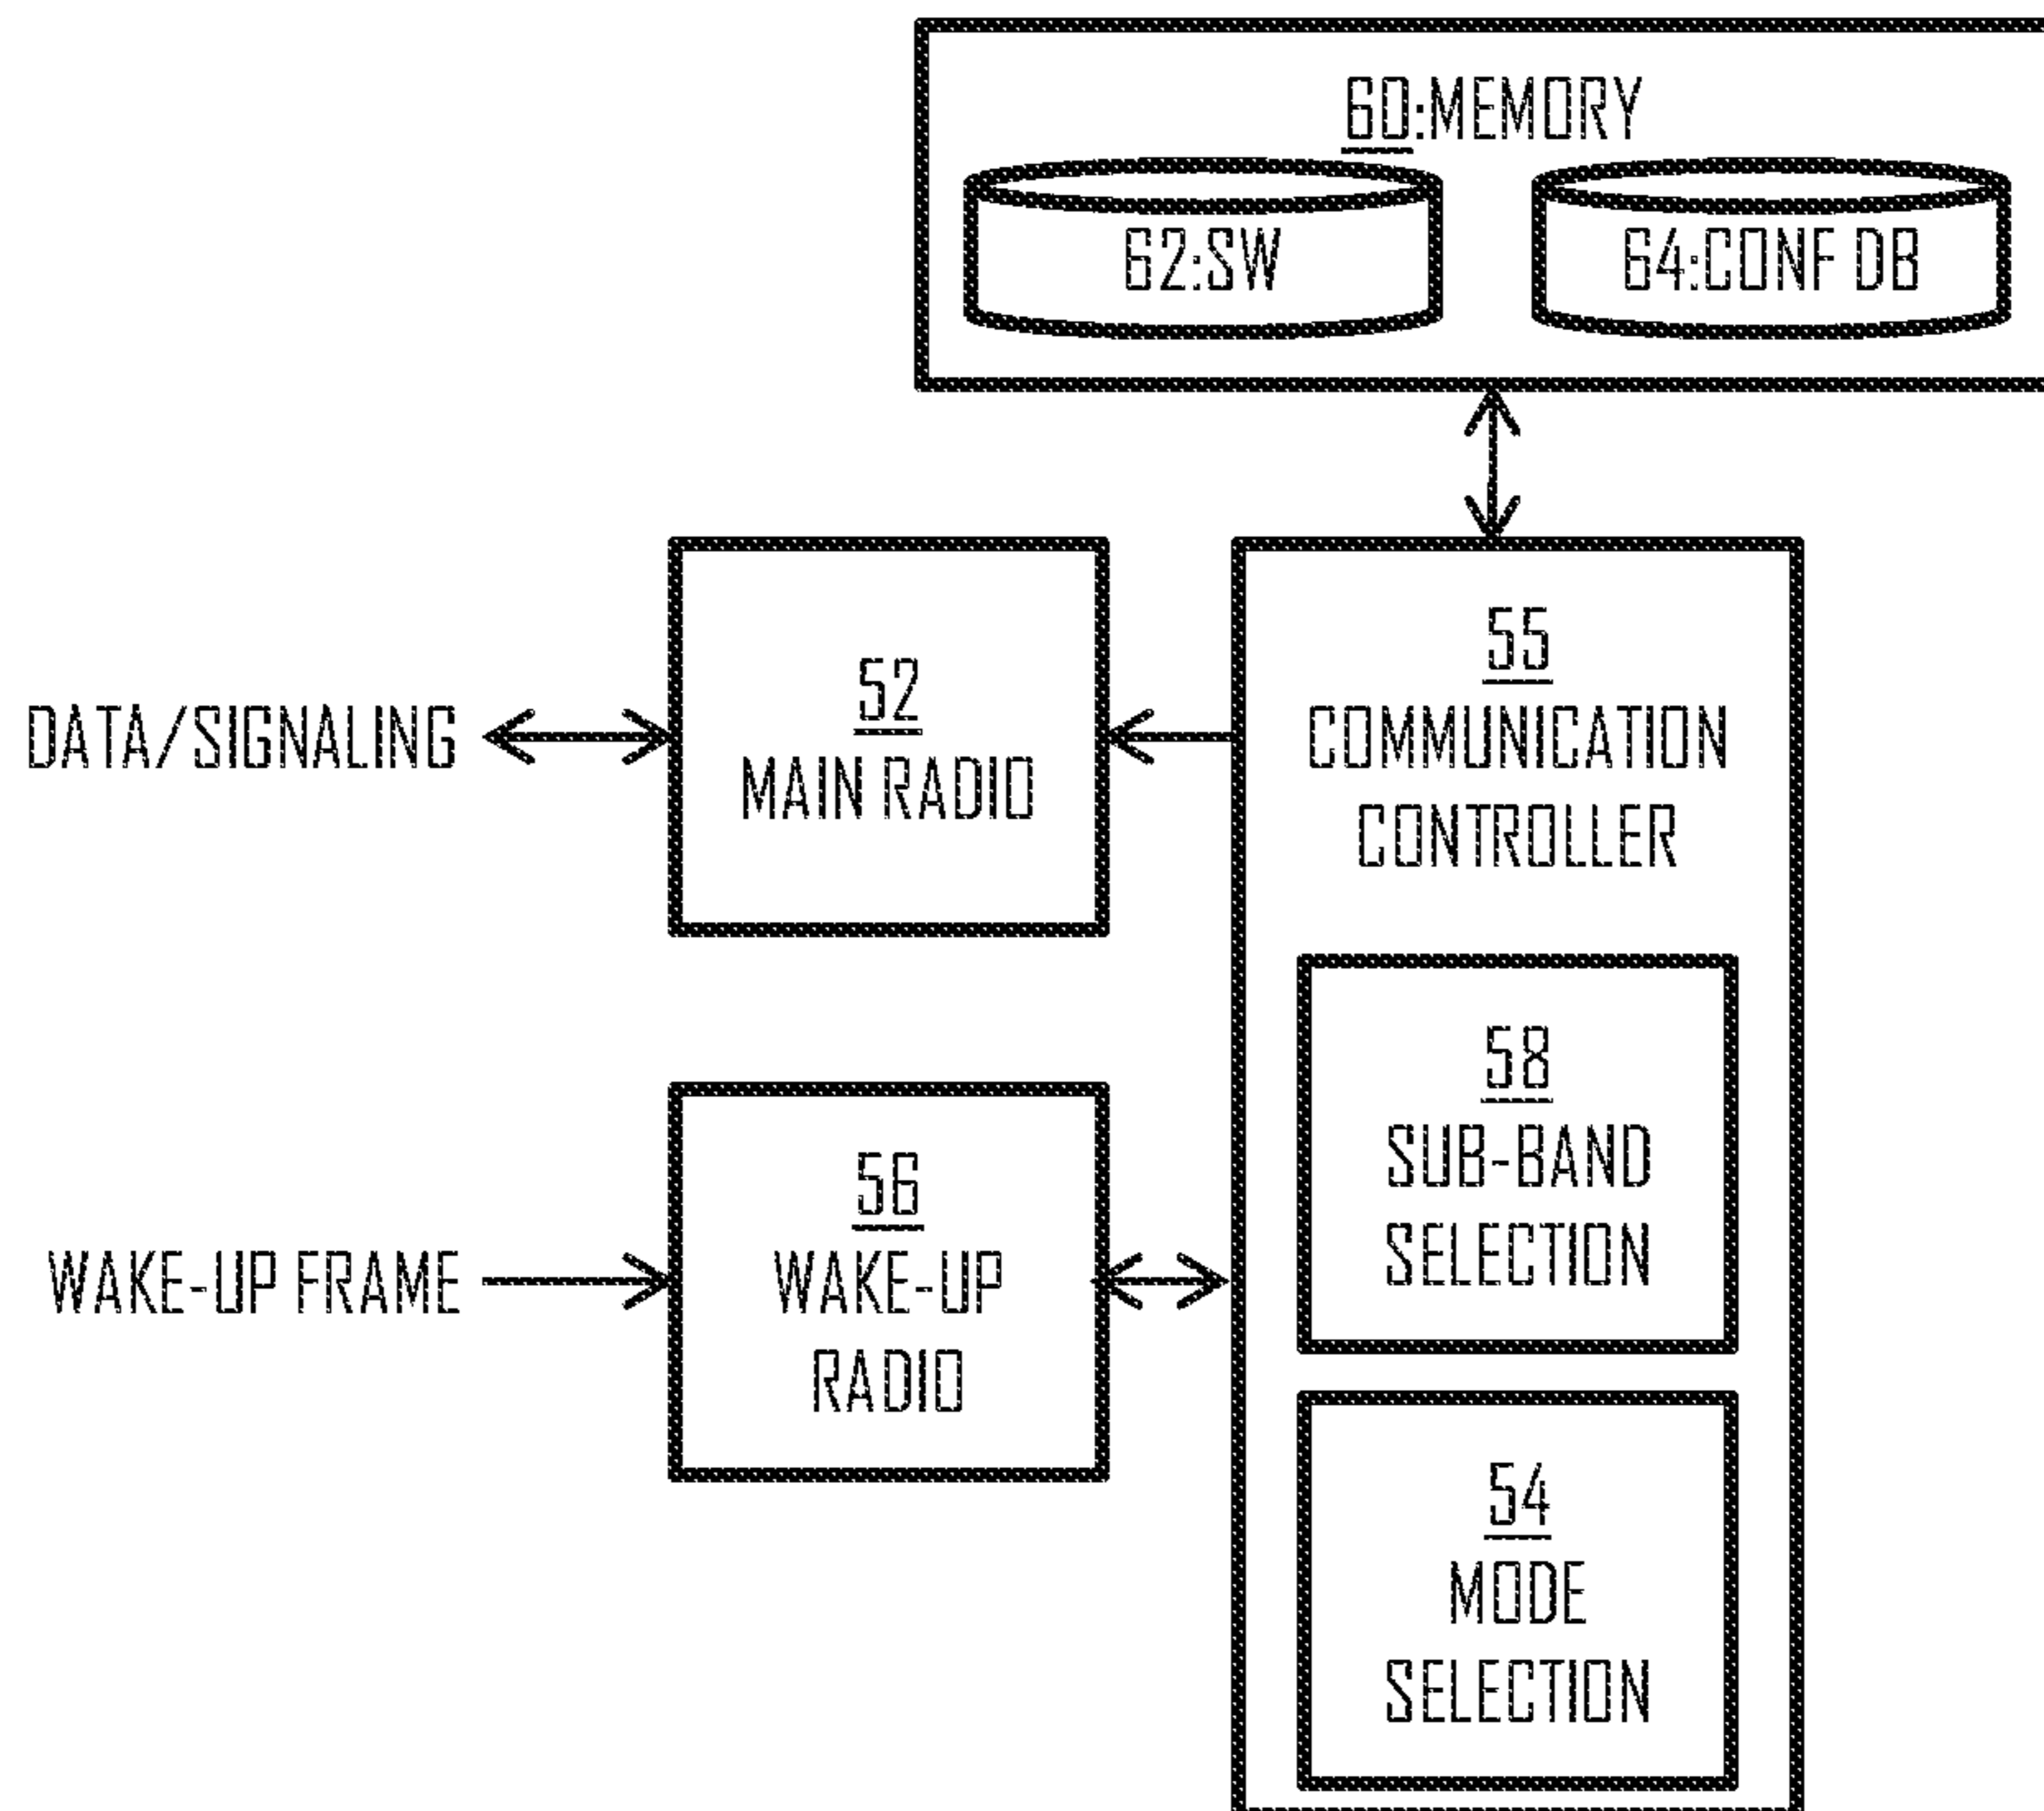 60:MEMORY
62:SW
64:CONF DB
52
MAIN RADIO
DATA/SIGNALING
55
COMMUNICATION
CONTROLLER
58
SUB-BAND
SELECTION
56
WAKE-UP
RADIO
WAKE-UP FRAME
54
MODE
SELECTION